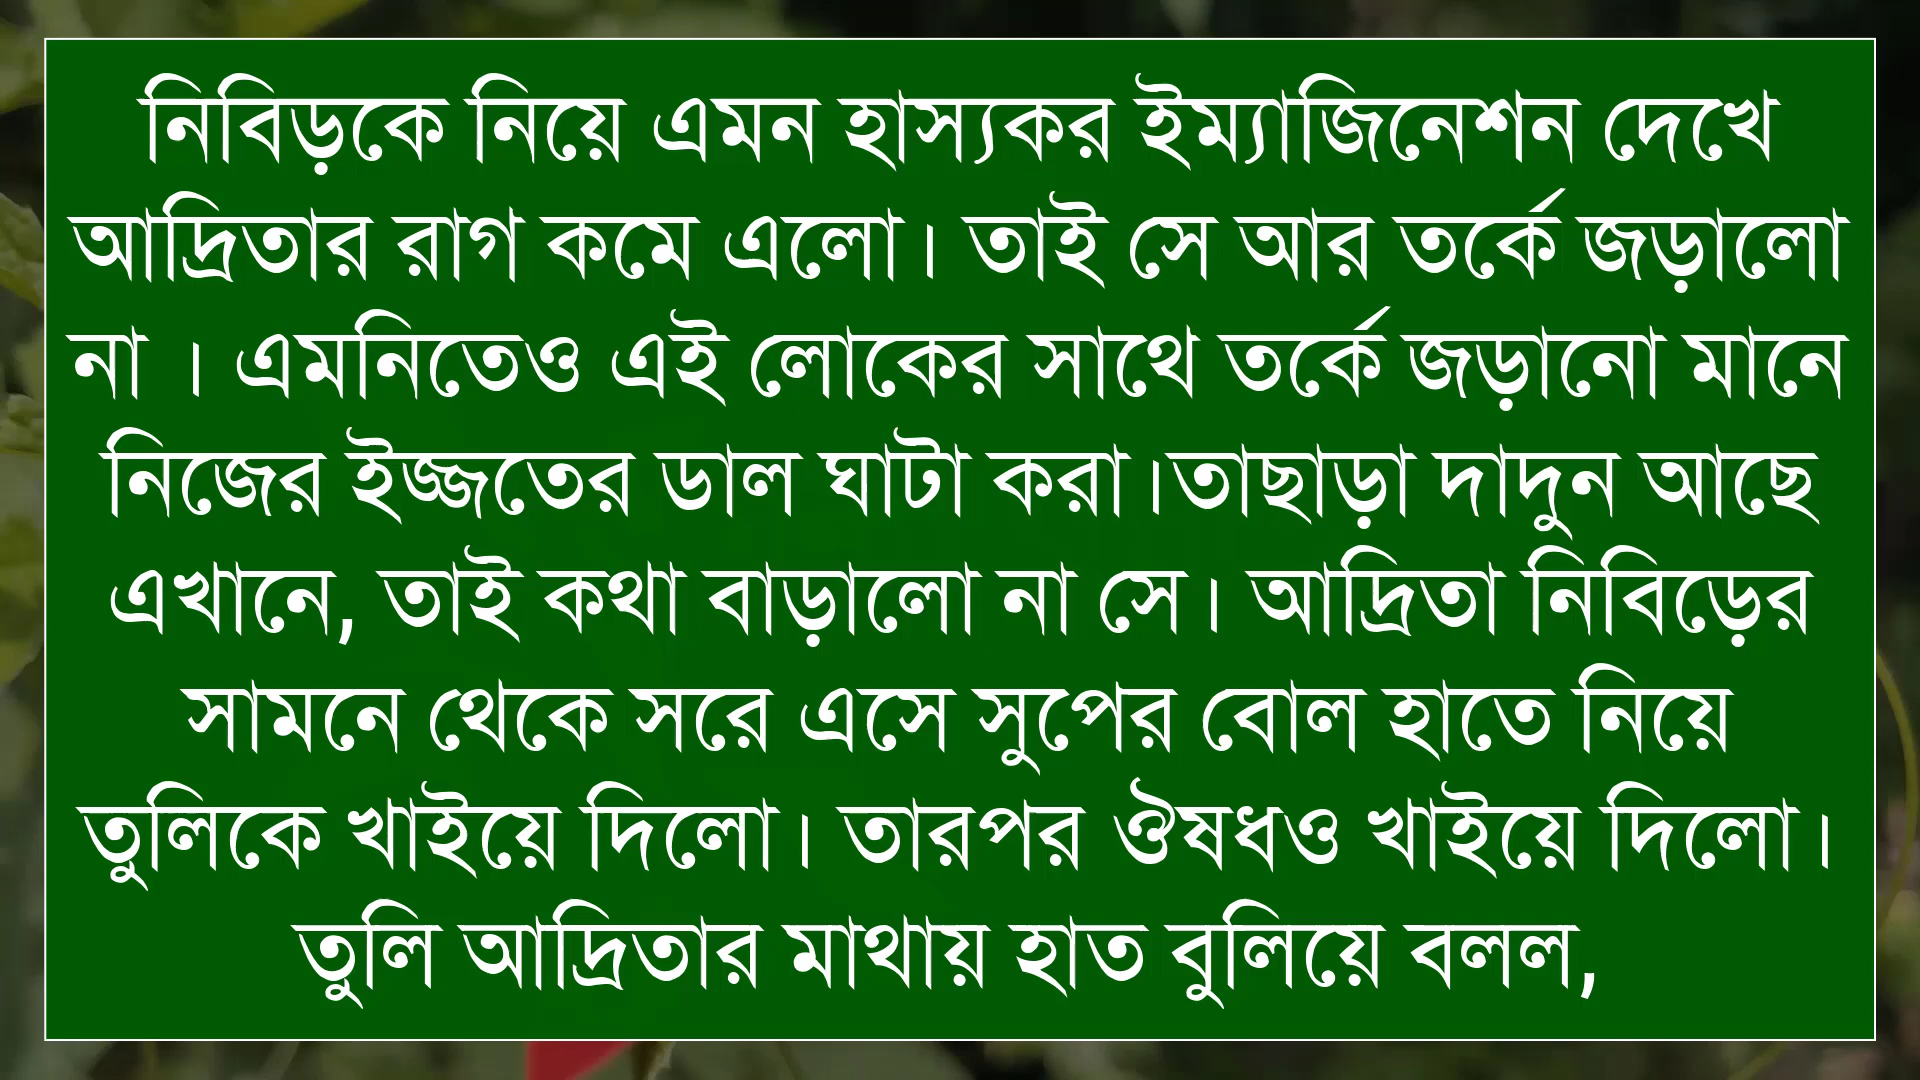 নিবিড়কে নিয়ে এমন হাস্যকর ইম্যাজিনেশন দেখে
আদ্রিতার রাগ কমে এলো। তাই সে আর তর্কে জড়ালো
না । এমনিতেও এই লোকের সাথে তর্কে জড়ানো মানে
নিজের ইজ্জতের ডাল ঘাটা করা।তাছাড়া দাদুন আছে
এখানে, তাই কথা বাড়ালো না সে। আদ্রিতা নিবিড়ের
সামনে থেকে সরে এসে সুপের বোল হাতে নিয়ে
তুলিকে খাইয়ে দিলো। তারপর ঔষধও খাইয়ে দিলো।
তুলি আদ্রিতার মাথায় হাত বুলিয়ে বলল,